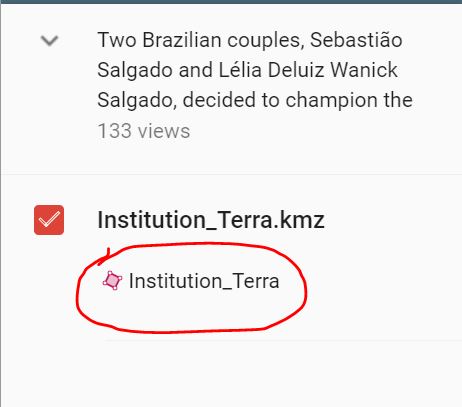 Two Brazilian couples, Sebastião
Salgado and Lélia Deluiz Wanick
Salgado, decided to champion the
133 views
Institution_Terra.kmz
Institution_Terra